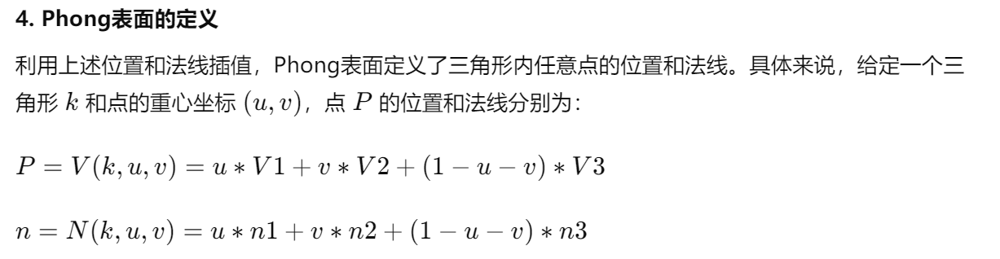 4. Phong表面的定义
利用上述位置和法线插值，Phong表面定义了三角形内任意点的位置和法线。具体来说，给定一个三
角形 k 和点的重心坐标 (u, v)，点 P 的位置和法线分别为：
P = V(k, u, v) = u ∗ V1 + v ∗ V2 + (1 − u − v) ∗ V3
n = N(k, u, v) = u ∗ n1 + v ∗ n2 + (1 − u − v) ∗ n3